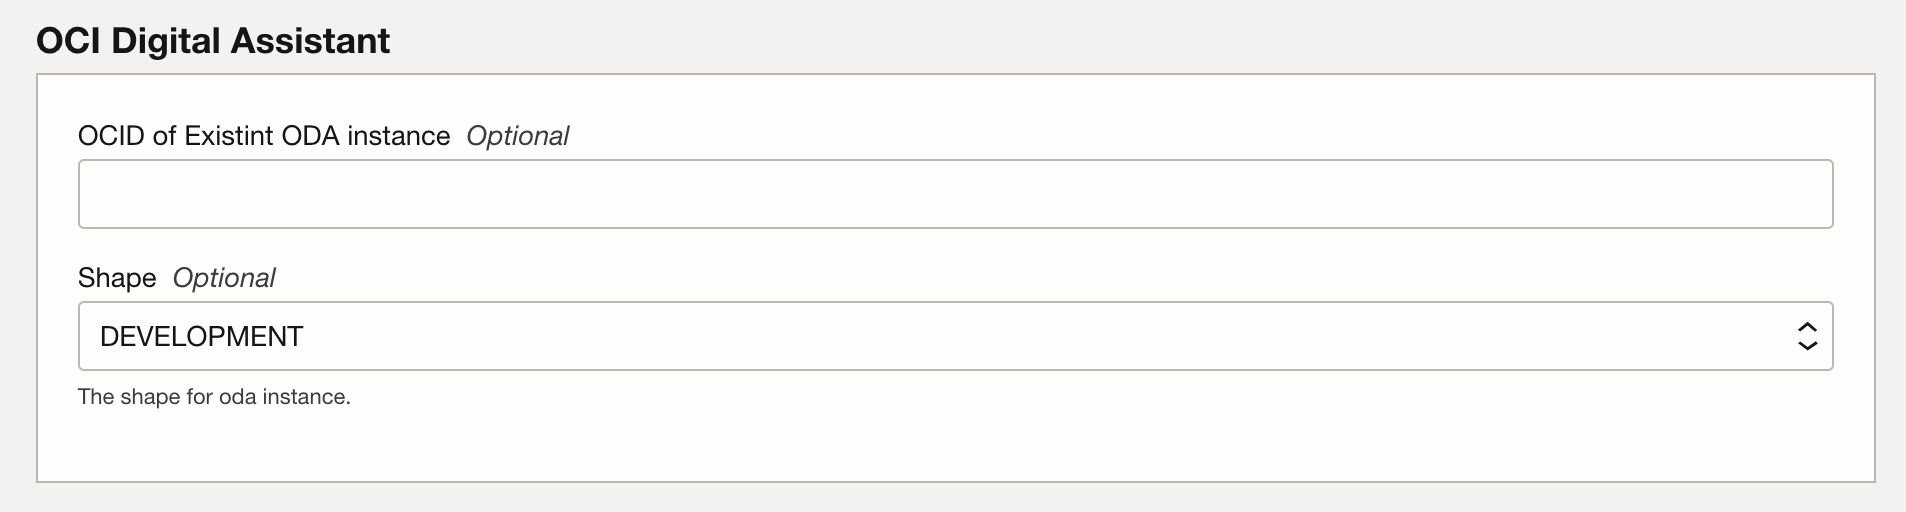 OCI Digital Assistant
OCID of Existint ODA instance Optional
Shape Optional
DEVELOPMENT
The shape for oda instance.